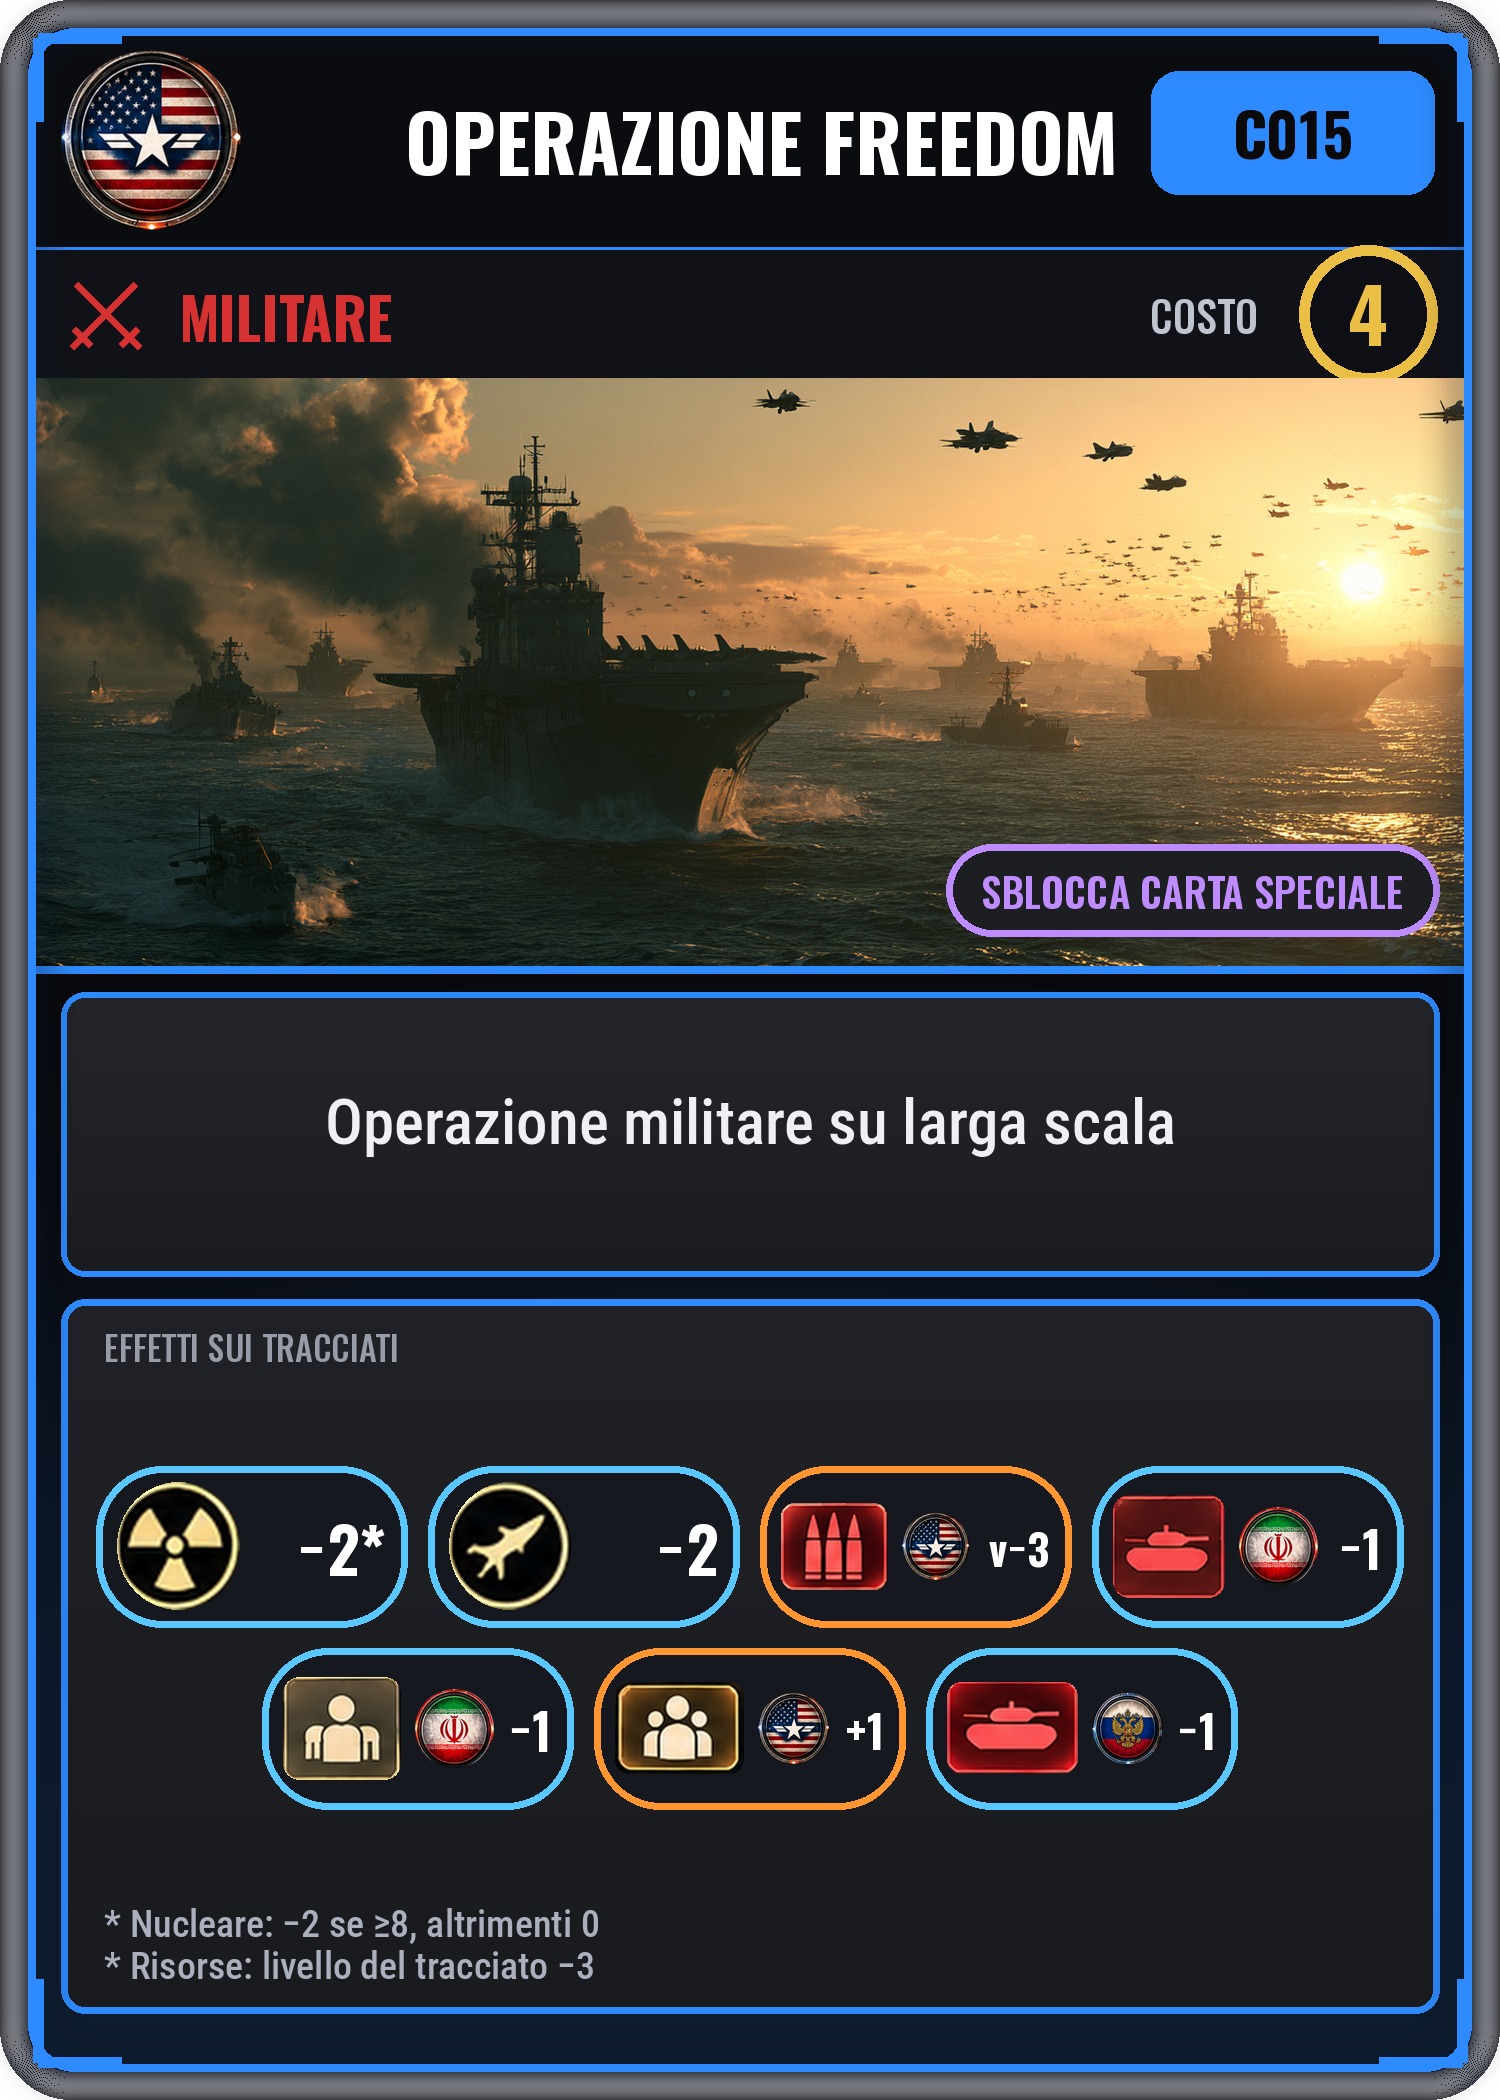 OPERAZIONE FREEDOM
C015
MILITARE
COSTO
4
SBLOCCA CARTA SPECIALE
Operazione militare su larga scala
EFFETTI SUI TRACCIATI
−2*
−2
v−3
−1
−1
+1
−1
* Nucleare: −2 se ≥8, altrimenti 0
* Risorse: livello del tracciato −3